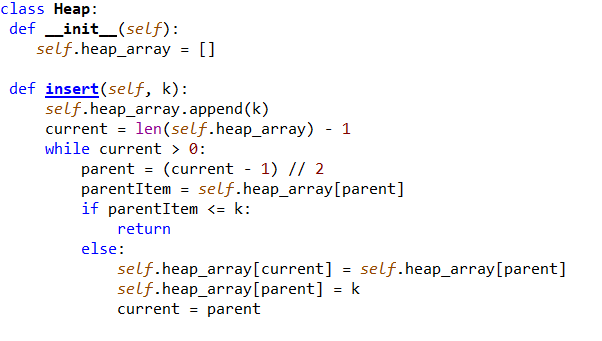 class Heap:
 def __init__(self):
    self.heap_array = []

 def insert(self, k):
     self.heap_array.append(k)
     current = len(self.heap_array) - 1
     while current > 0:
         parent = (current - 1) // 2
         parentItem = self.heap_array[parent]
         if parentItem <= k:
             return
         else:
             self.heap_array[current] = self.heap_array[parent]
             self.heap_array[parent] = k
             current = parent